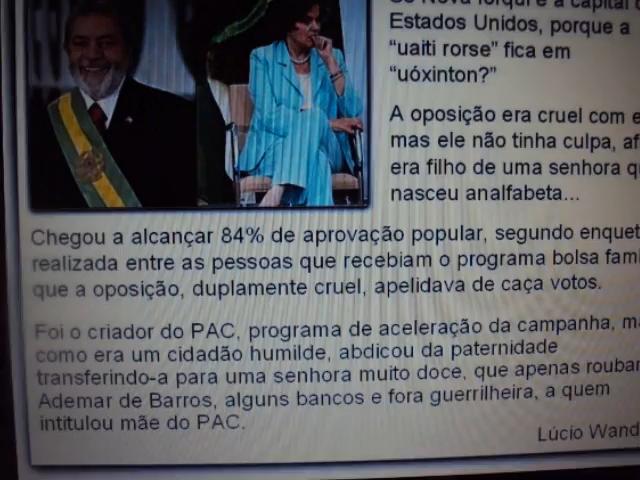 Se Nova Iorqui é a capital
Estados Unidos, porque a
“uaiti rorse” fica em
“uóxinton?”
A oposição era cruel com e
mas ele não tinha culpa, af
era filho de uma senhora q
nasceu analfabeta...
Chegou a alcançar 84% de aprovação popular, segundo enquet
realizada entre as pessoas que recebiam o programa bolsa fam
que a oposição, duplamente cruel, apelidava de caça votos.
Foi o criador do PAC, programa de aceleração da campanha, m
como era um cidadão humilde, abdicou da paternidade
transferindo-a para uma senhora muito doce, que apenas roubar
Ademar de Barros, alguns bancos e fora guerrilheira, a quem
intitulou mãe do PAC.
Lúcio Wand